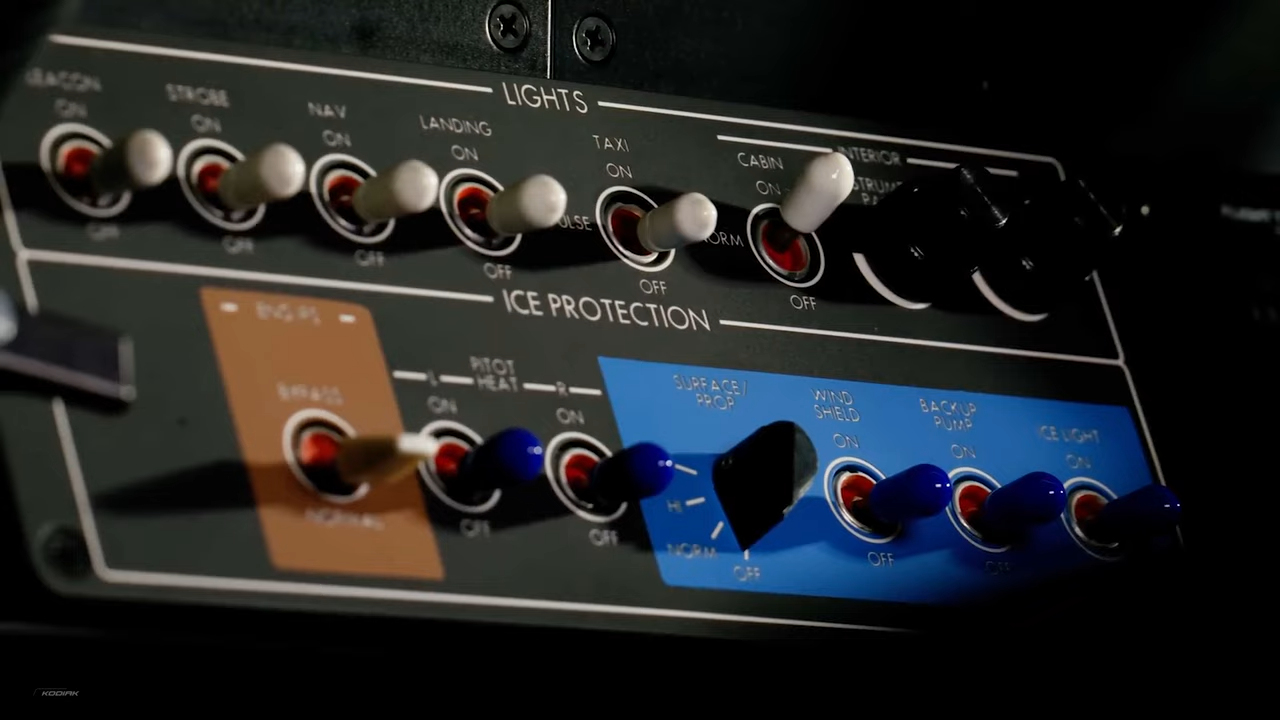 LIGHTS
BEACON
ON
OFF
STROBE
ON
OFF
NAV
ON
OFF
LANDING
ON
OFF
TAXI
ON
OFF
INTERIOR
CABIN
ON
NORM
OFF
ICE PROTECTION
ENG IPS
BYPASS
NORMAL
PITOT
HEAT
L
R
ON
OFF
ON
OFF
SURFACE/
PROP
HI
NORM
OFF
WIND
SHIELD
ON
OFF
BACKUP
PUMP
ON
OFF
ICE LIGHT
ON
KODIAK